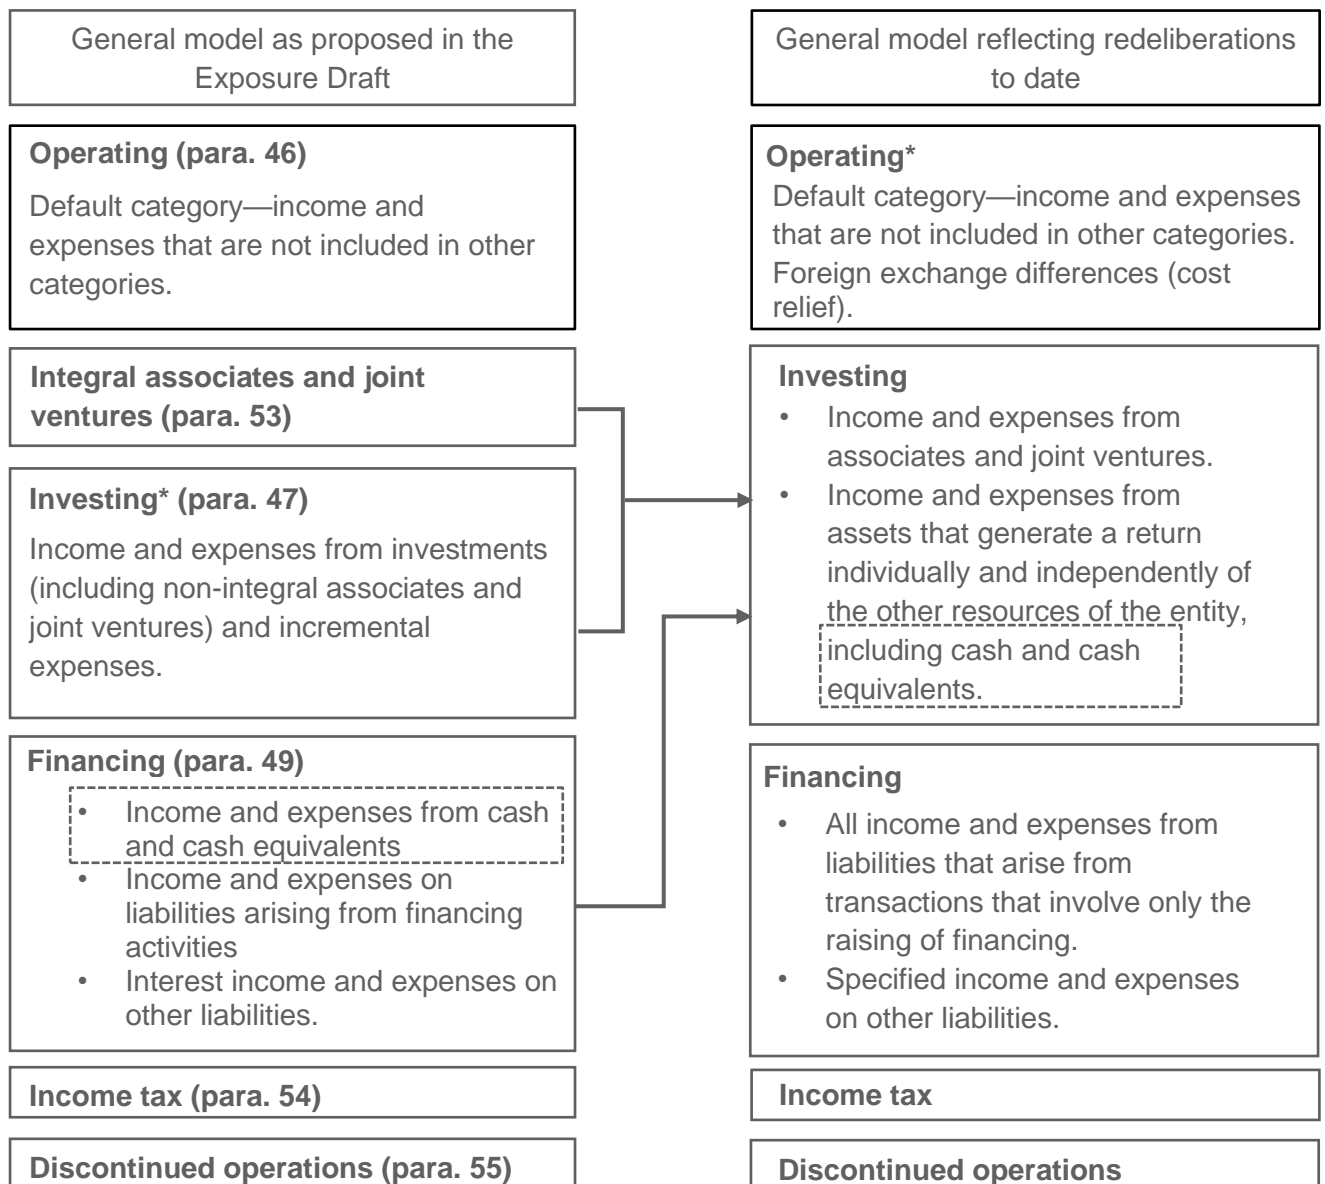 General model as proposed in the
Exposure Draft
Operating (para. 46)
Default category—income and
expenses that are not included in other
categories.
Integral associates and joint
ventures (para. 53)
Investing* (para. 47)
Income and expenses from investments
(including non-integral associates and
joint ventures) and incremental
expenses.
Financing (para. 49)
• Income and expenses from cash
and cash equivalents
• Income and expenses on
liabilities arising from financing
activities
• Interest income and expenses on
other liabilities.
Income tax (para. 54)
Discontinued operations (para. 55)
General model reflecting redeliberations
to date
Operating*
Default category—income and expenses
that are not included in other categories.
Foreign exchange differences (cost
relief).
Investing
• Income and expenses from
associates and joint ventures.
• Income and expenses from
assets that generate a return
individually and independently of
the other resources of the entity,
including cash and cash
equivalents.
Financing
• All income and expenses from
liabilities that arise from
transactions that involve only the
raising of financing.
• Specified income and expenses
on other liabilities.
Income tax
Discontinued operations